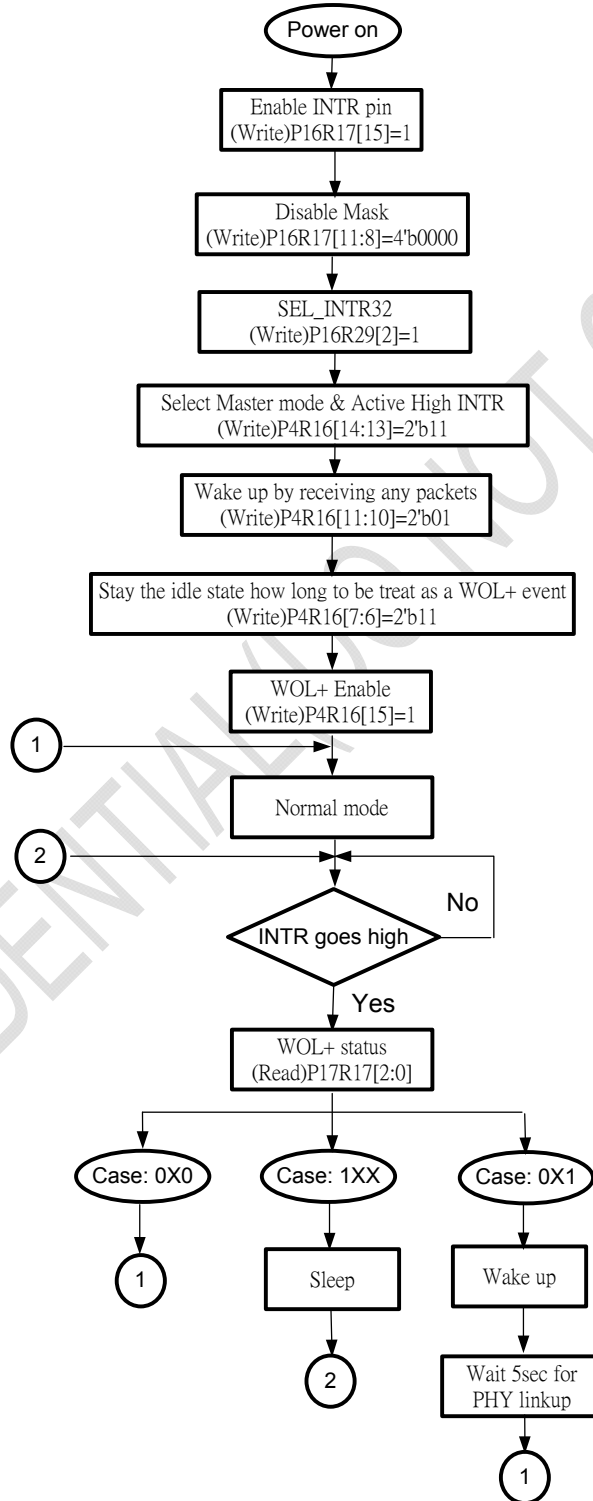 Power on
Enable INTR pin
(Write)P16R17[15]=1
Disable Mask
(Write)P16R17[11:8]=4'b0000
SEL_INTR32
(Write)P16R29[2]=1
Select Master mode & Active High INTR
(Write)P4R16[14:13]=2'b11
Wake up by receiving any packets
(Write)P4R16[11:10]=2'b01
Stay the idle state how long to be treat as a WOL+ event
(Write)P4R16[7:6]=2'b11
WOL+ Enable
(Write)P4R16[15]=1
1
Normal mode
2
No
INTR goes high
Yes
WOL+ status
(Read)P17R17[2:0]
Case: 0X0
Case: 1XX
Case: 0X1
1
Sleep
Wake up
2
Wait 5sec for
PHY linkup
1